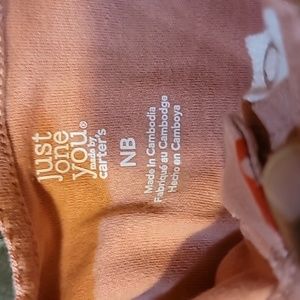 just
one
you®
made by
carter's
NB
Made in Cambodia
Fabriqué au Cambodge
Hecho en Camboya